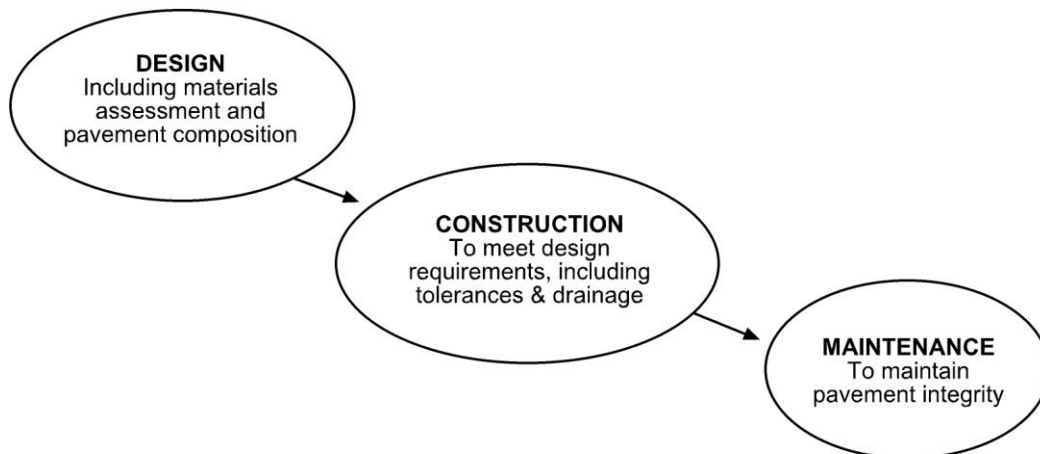 DESIGN
Including materials
assessment and
pavement composition
CONSTRUCTION
To meet design
requirements, including
tolerances & drainage
MAINTENANCE
To maintain
pavement integrity